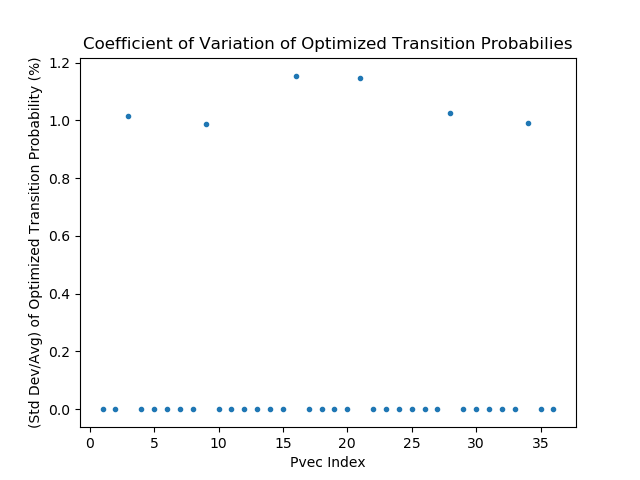 Coefficient of Variation of Optimized Transition Probabilies
(Std Dev/Avg) of Optimized Transition Probability (%)
1.2
1.0
0.8
0.6
0.4
0.2
0.0
0 5 10 15 20 25 30 35
Pvec Index